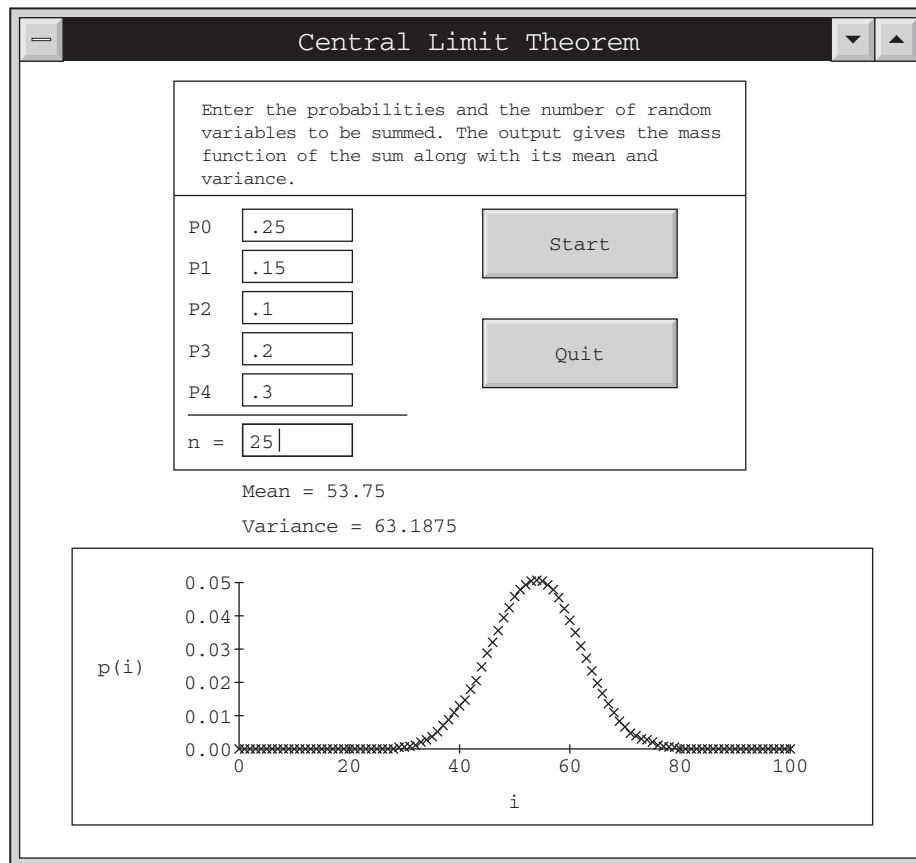 Central Limit Theorem
Enter the probabilities and the number of random
variables to be summed. The output gives the mass
function of the sum along with its mean and
variance.
P0 .25
P1 .15
P2 .1
P3 .2
P4 .3
n = 25
Start
Quit
Mean = 53.75
Variance = 63.1875
p(i)
0.05
0.04
0.03
0.02
0.01
0.00
0 20 40 60 80 100
i